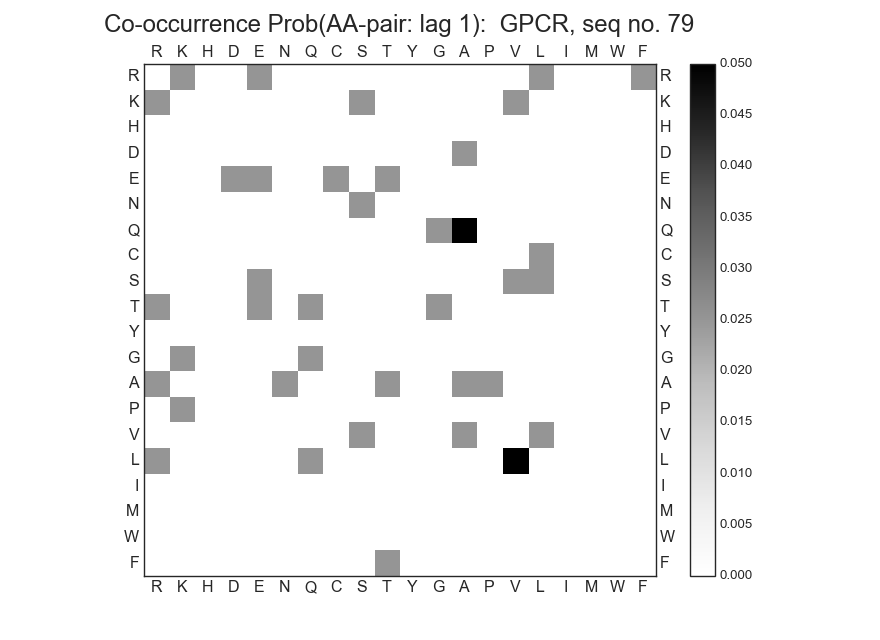 Co-occurrence Prob(AA-pair: lag 1):  GPCR, seq no. 79
R K H D E N Q C S T Y G A P V L I M W F
R R 0.050
K K
0.045
H H
D D 0.040
E E
0.035
N N
Q Q
0.030
C C
S S
T T 0.025
Y Y
0.020
G G
A A
P P 0.015
V V
0.010
L L
I I
0.005
M M
W W
F F 0.000
R K H D E N Q C S T Y G A P V L I M W F